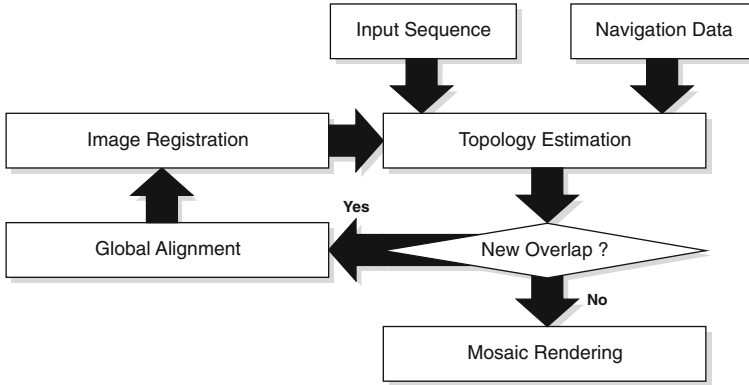 Input Sequence
Navigation Data
Image Registration
Topology Estimation
Yes
Global Alignment
New Overlap ?
No
Mosaic Rendering